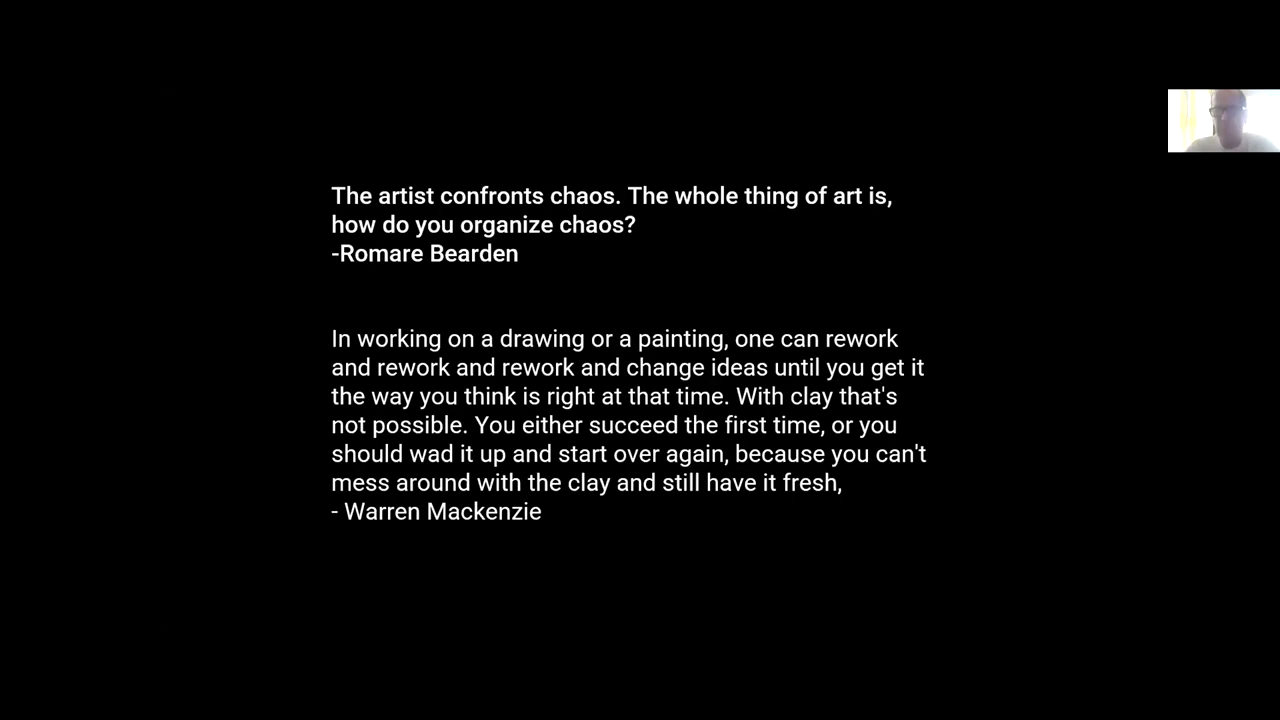 The artist confronts chaos. The whole thing of art is,
how do you organize chaos?
-Romare Bearden
In working on a drawing or a painting, one can rework
and rework and rework and change ideas until you get it
the way you think is right at that time. With clay that's
not possible. You either succeed the first time, or you
should wad it up and start over again, because you can't
mess around with the clay and still have it fresh,
- Warren Mackenzie